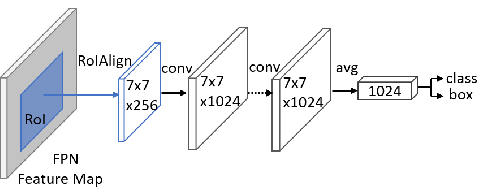 RoI
FPN
Feature Map
RoIAlign
7x7
x256
conv
7x7
x1024
conv
7x7
x1024
avg
1024
class
box